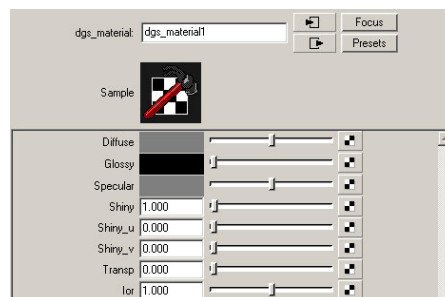 Focus
dgs_material: dgs_material1
Presets
Sample
Diffuse
Glossy
Specular
Shiny 1.000
Shiny_u 0.000
Shiny_v 0.000
Transp 0.000
Ior 1.000